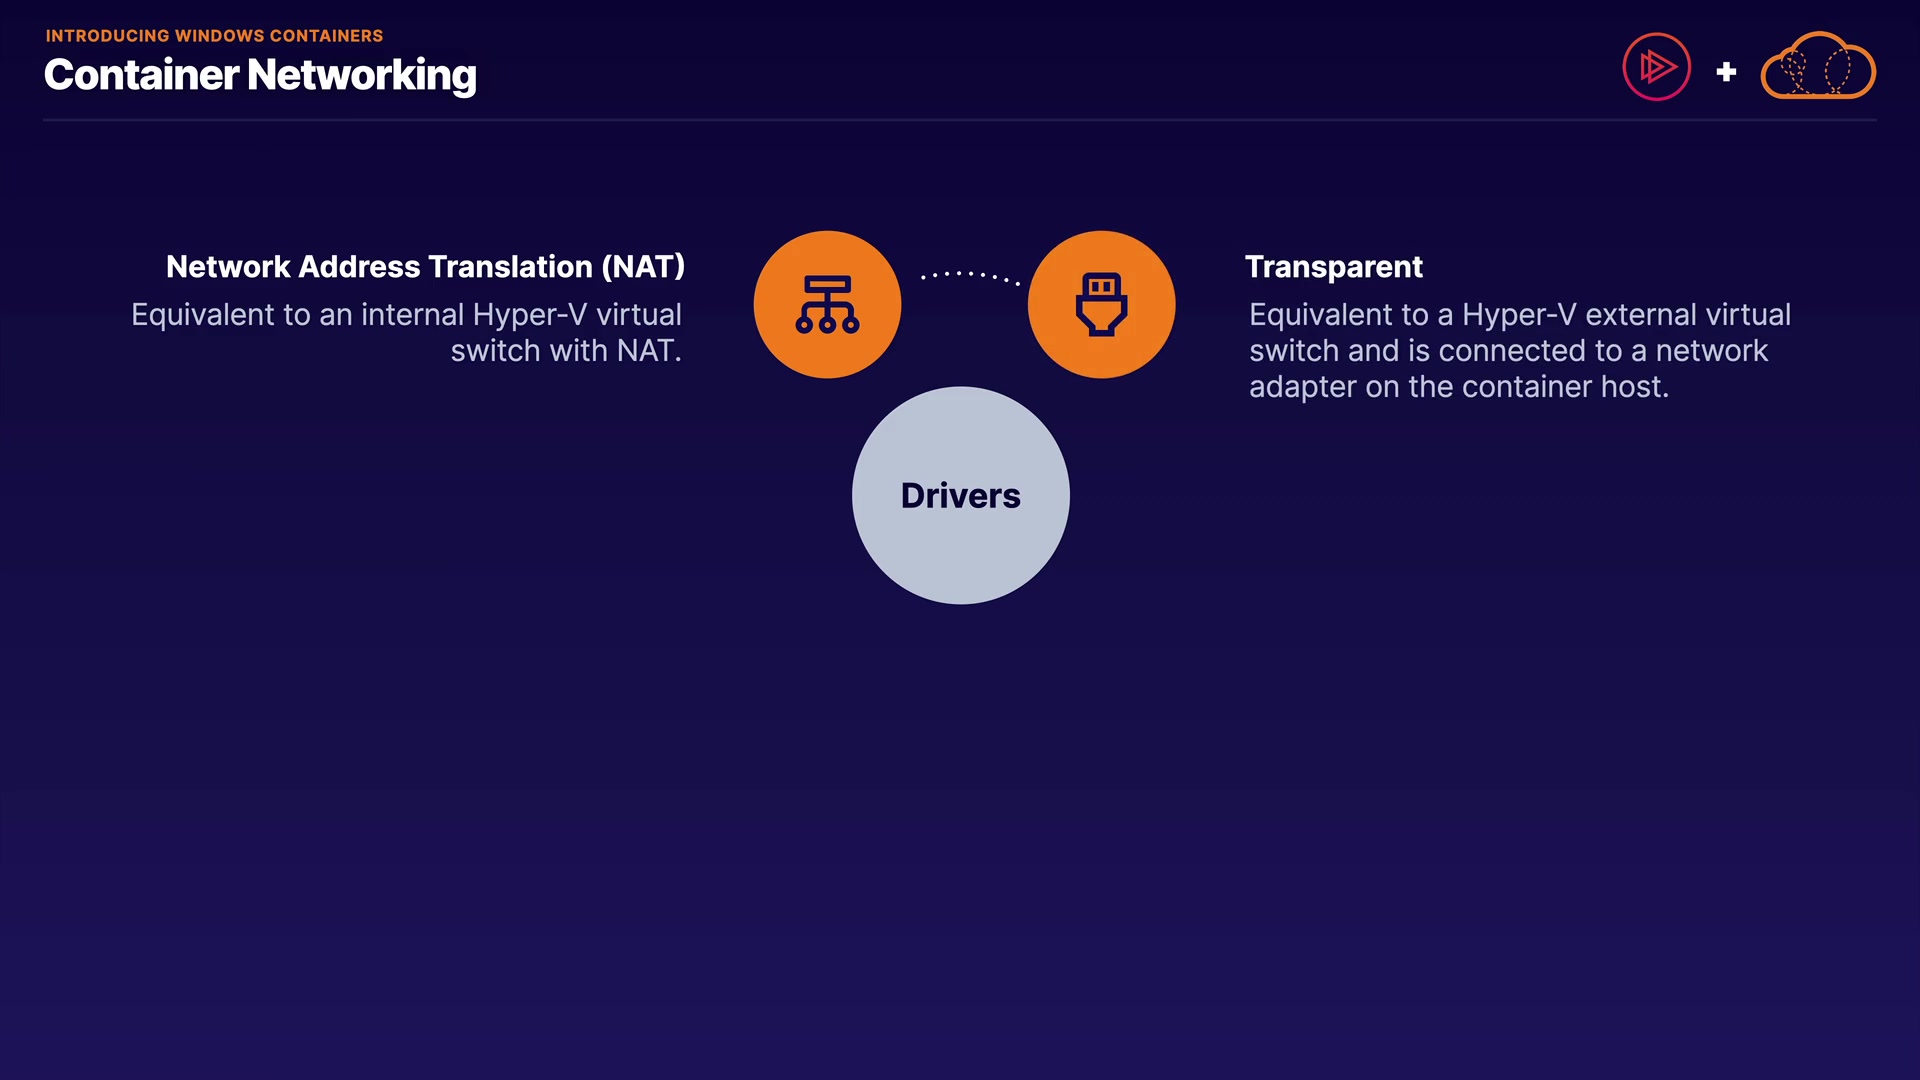 INTRODUCING WINDOWS CONTAINERS
Container Networking
Network Address Translation (NAT)
Equivalent to an internal Hyper-V virtual
switch with NAT.
Transparent
Equivalent to a Hyper-V external virtual
switch and is connected to a network
adapter on the container host.
Drivers